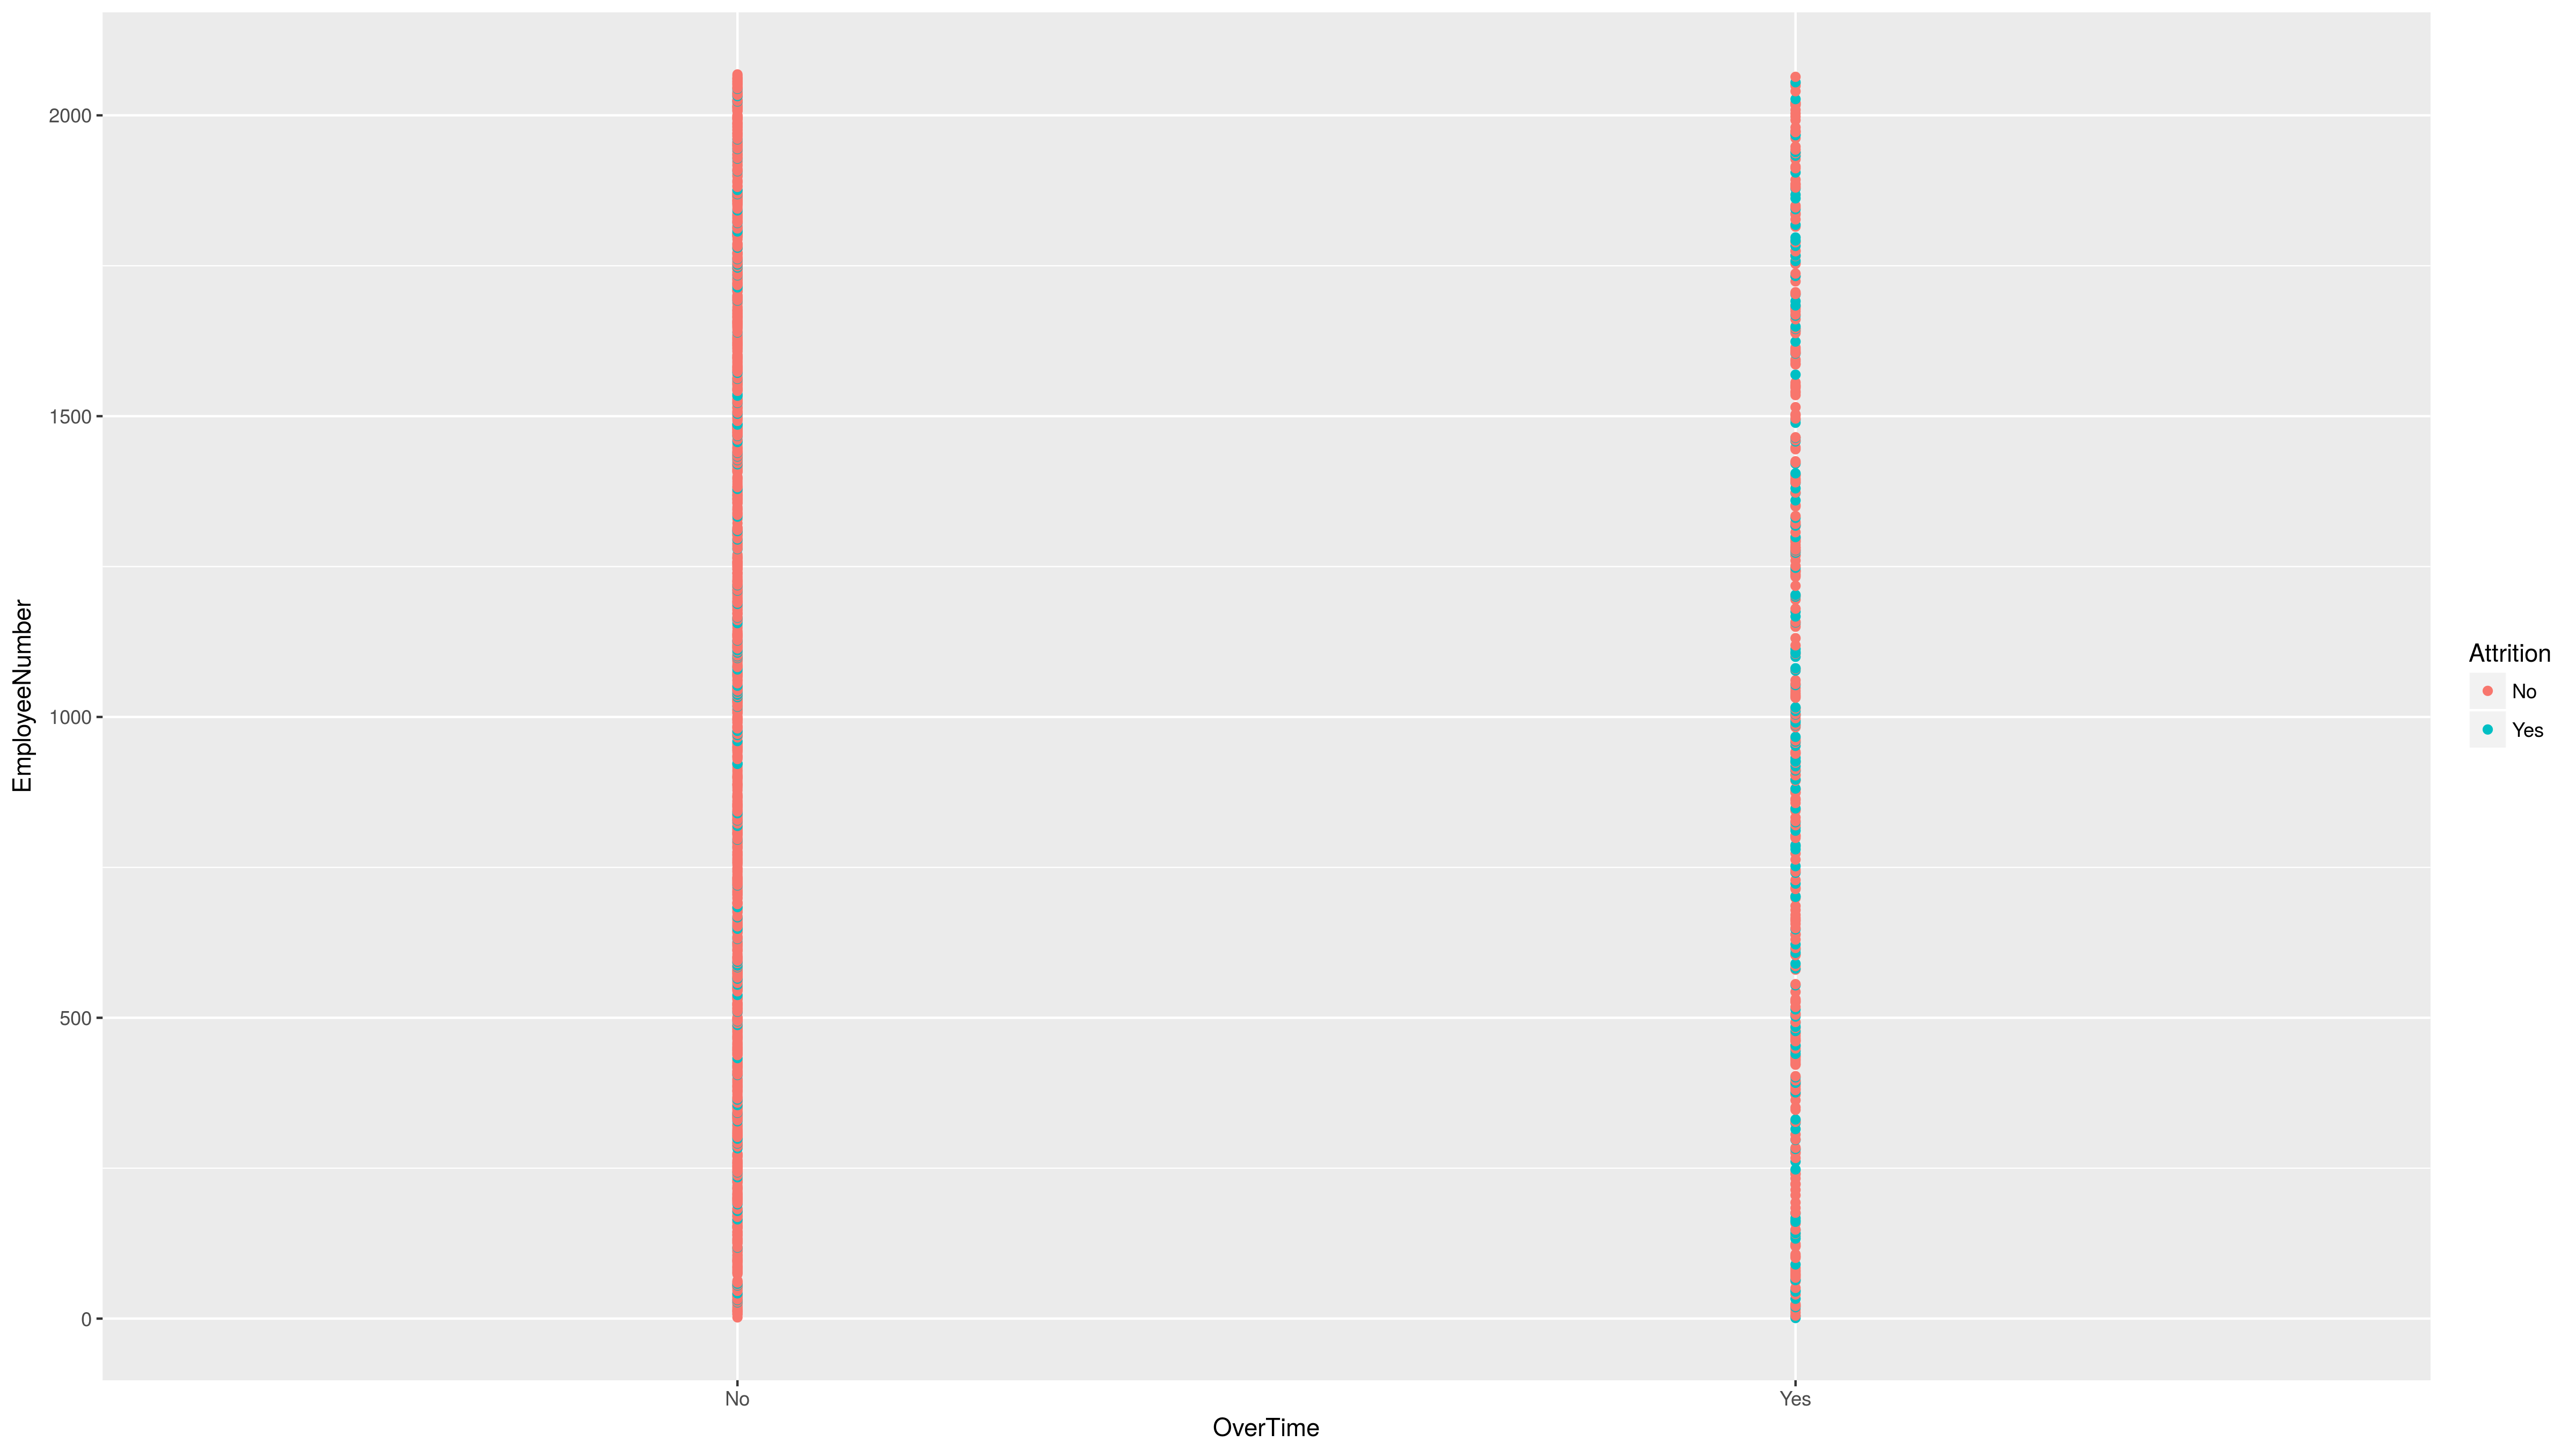 2000
1500
1000
500
0
EmployeeNumber
No
Yes
OverTime
Attrition
No
Yes